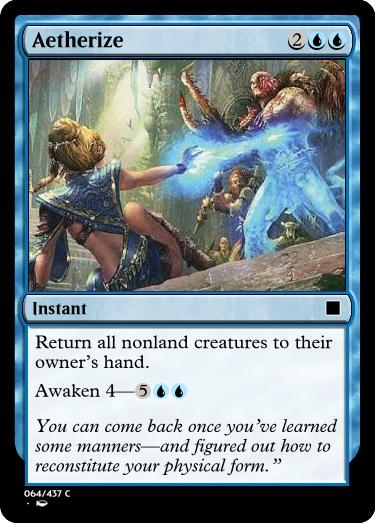 Aetherize 2
Instant
Return all nonland creatures to their
owner's hand.
Awaken 4—5
You can come back once you've learned
some manners—and figured out how to
reconstitute your physical form."
064/437 C